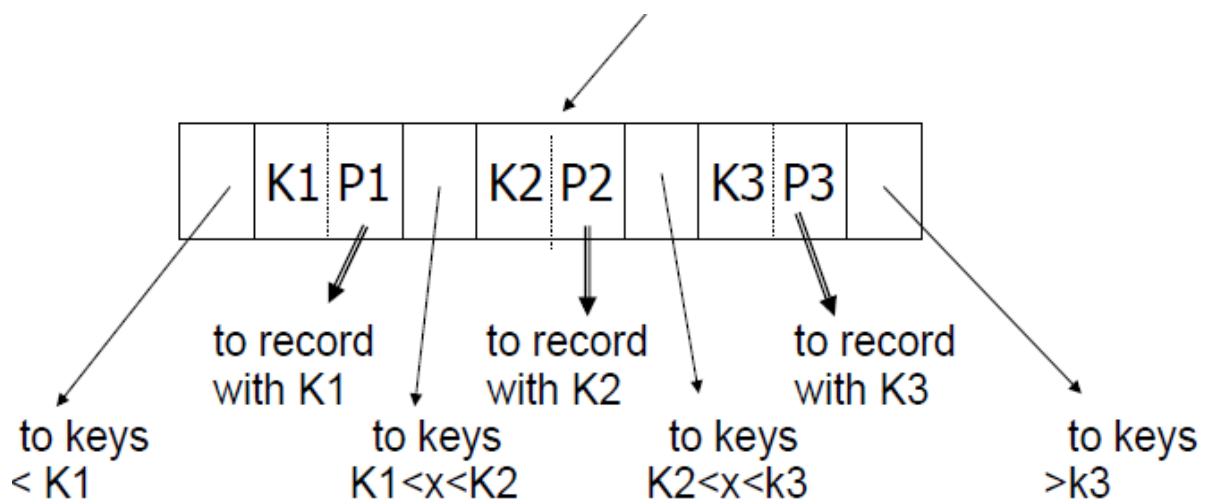 K1 P1 K2 P2 K3 P3
to record
with K1
to record
with K2
to record
with K3
to keys
< K1
to keys
K1<x<K2
to keys
K2<x<k3
to keys
>k3